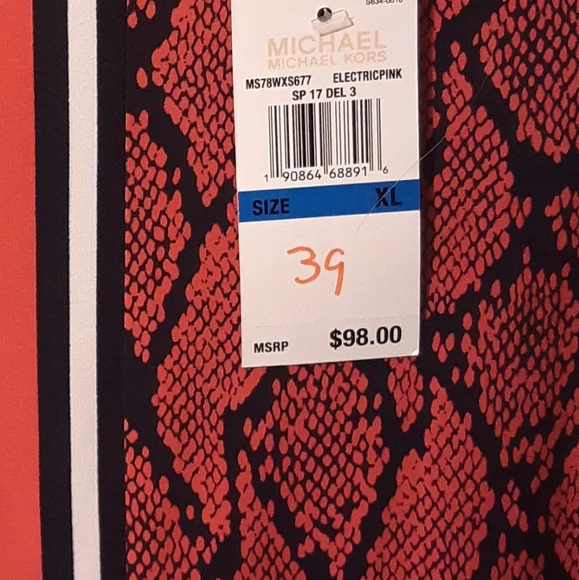 MICHAEL
MICHAEL KORS
MS78WXS677 ELECTRICPINK
SP 17 DEL 3
1 90864 68891 6
SIZE XL
39
MSRP $98.00